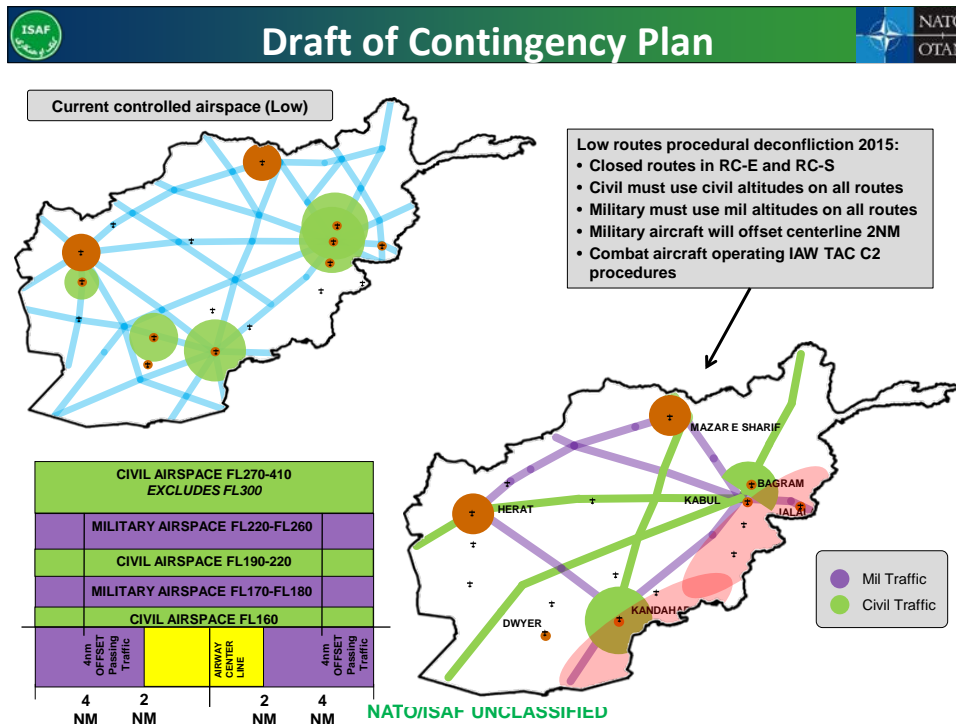 ISAF
Draft of Contingency Plan
NATO
OTAN
Current controlled airspace (Low)
Low routes procedural deconfliction 2015:
• Closed routes in RC-E and RC-S
• Civil must use civil altitudes on all routes
• Military must use mil altitudes on all routes
• Military aircraft will offset centerline 2NM
• Combat aircraft operating IAW TAC C2
procedures
MAZAR E SHARIF
BAGRAM
KABUL
JALAL
HERAT
KANDAHAR
DWYER
CIVIL AIRSPACE FL270-410
EXCLUDES FL300
MILITARY AIRSPACE FL220-FL260
CIVIL AIRSPACE FL190-220
MILITARY AIRSPACE FL170-FL180
CIVIL AIRSPACE FL160
4nm
OFFSET
Passing
Traffic
AIRWAY
CENTER
LINE
4nm
OFFSET
Passing
Traffic
4
NM
2
NM
2
NM
4
NM
Mil Traffic
Civil Traffic
NATO/ISAF UNCLASSIFIED